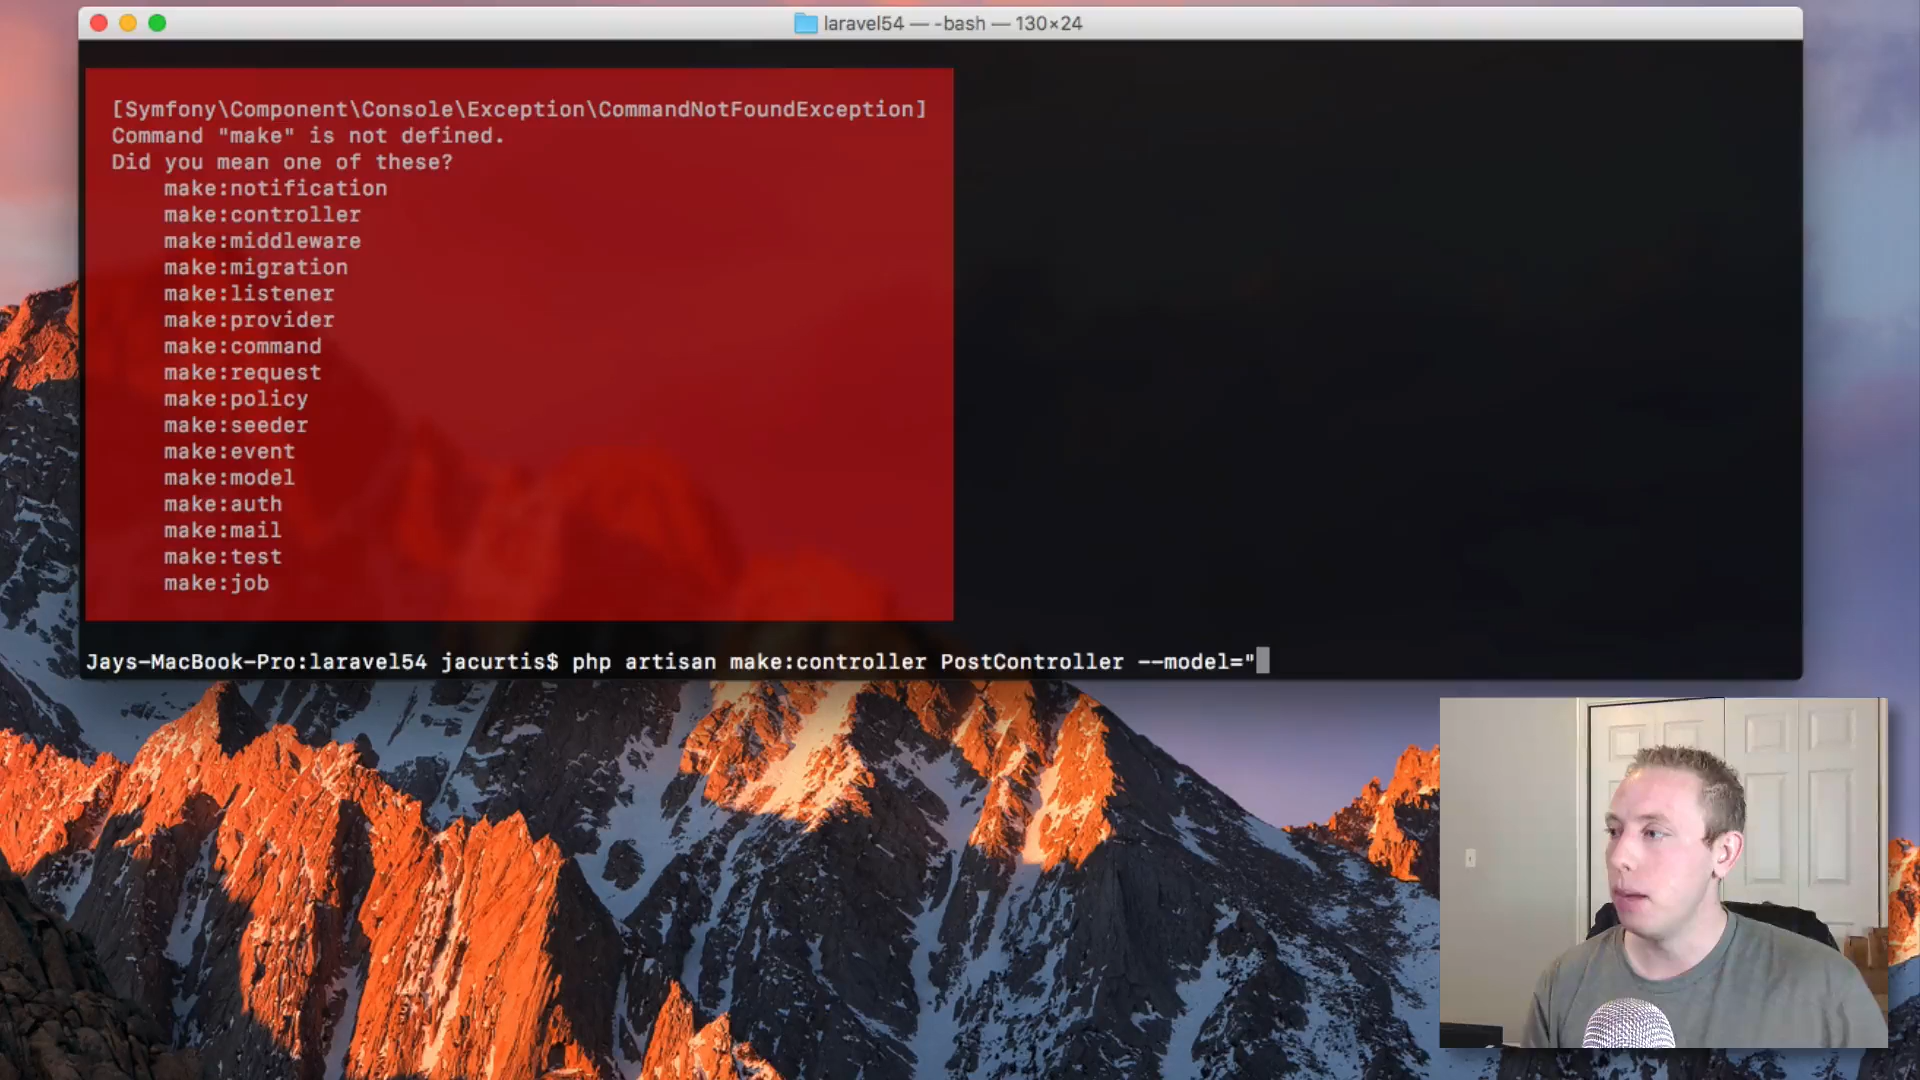 laravel54 — -bash — 130×24
[Symfony\Component\Console\Exception\CommandNotFoundException]
Command "make" is not defined.
Did you mean one of these?
make:notification
make:controller
make:middleware
make:migration
make:listener
make:provider
make:command
make:request
make:policy
make:seeder
make:event
make:model
make:auth
make:mail
make:test
make:job
Jays-MacBook-Pro:laravel54 jacurtis$ php artisan make:controller PostController --model="